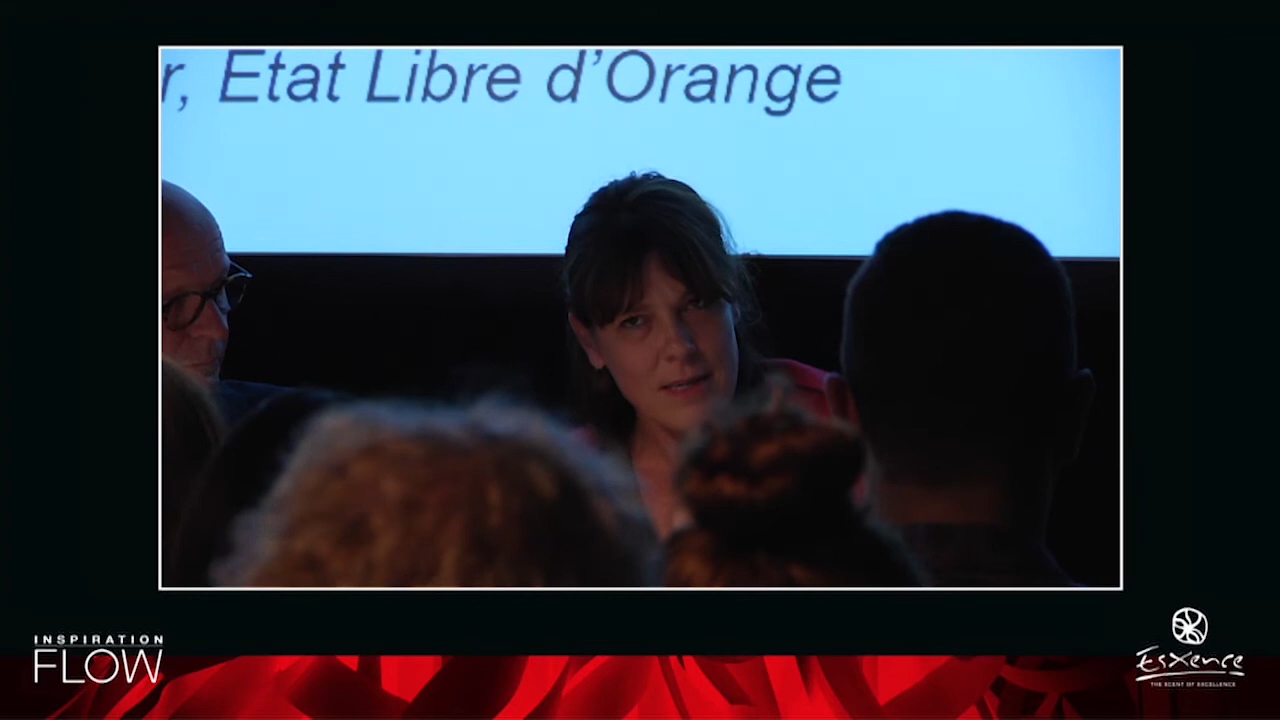 r, Etat Libre d’Orange
INSPIRATION
FLOW
Esxence
THE SCENT OF EXCELLENCE